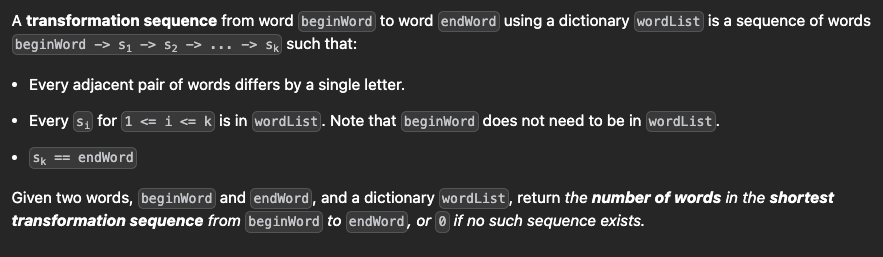 A transformation sequence from word beginWord to word endWord using a dictionary wordList is a sequence of words
beginWord -> s₁ -> s₂ -> ... -> sₖ such that:
• Every adjacent pair of words differs by a single letter.
• Every sᵢ for 1 <= i <= k is in wordList. Note that beginWord does not need to be in wordList.
• sₖ == endWord
Given two words, beginWord and endWord, and a dictionary wordList, return the number of words in the shortest
transformation sequence from beginWord to endWord, or 0 if no such sequence exists.